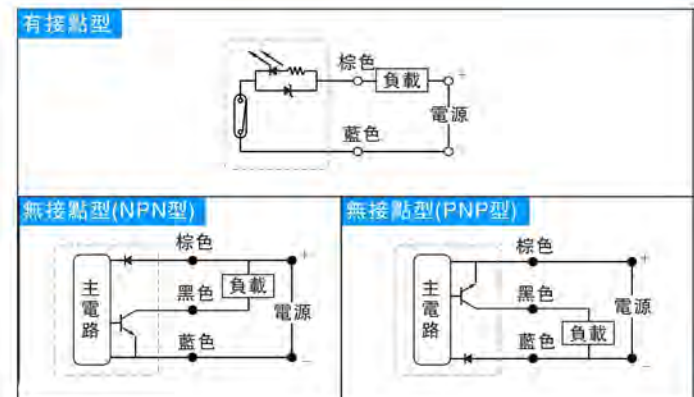 有接點型
棕色
負載
+
電源
藍色
-
無接點型(NPN型)
棕色
+
主電路
黑色
負載
電源
藍色
-
無接點型(PNP型)
棕色
+
主電路
黑色
電源
負載
藍色
-